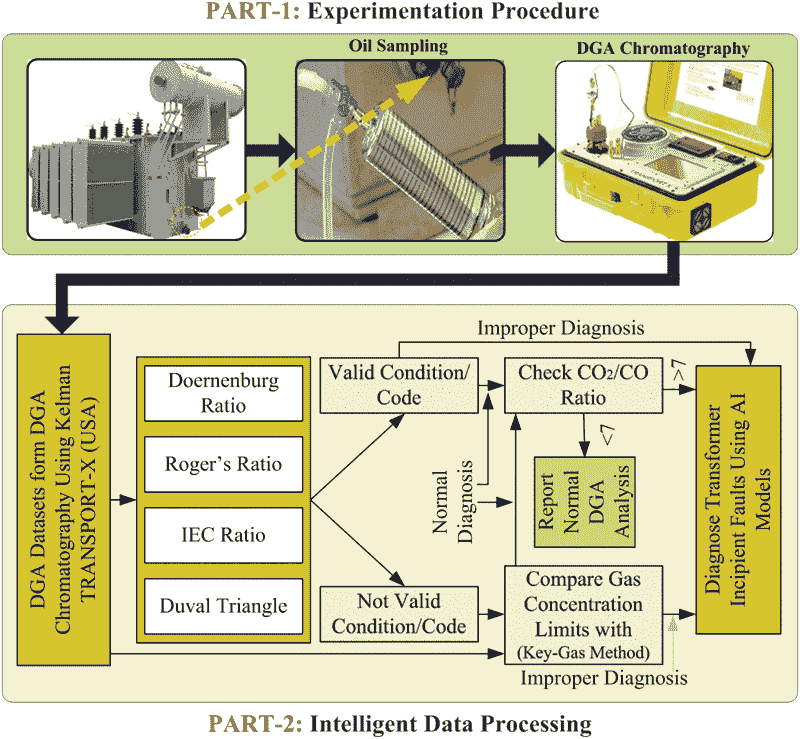 PART-1: Experimentation Procedure
Oil Sampling
DGA Chromatography
TRANSPORT X
DGA Datasets form DGA
Chromatography Using Kelman
TRANSPORT-X (USA)
Doernenburg
Ratio
Roger's Ratio
IEC Ratio
Duval Triangle
Valid Condition/
Code
Not Valid
Condition/Code
Improper Diagnosis
Normal
Diagnosis
Check CO₂/CO
Ratio
>7
<7
Report
Normal
DGA
Analysis
Compare Gas
Concentration
Limits with
(Key-Gas Method)
Improper Diagnosis
Diagnose Transformer
Incipient Faults Using AI
Models
PART-2: Intelligent Data Processing